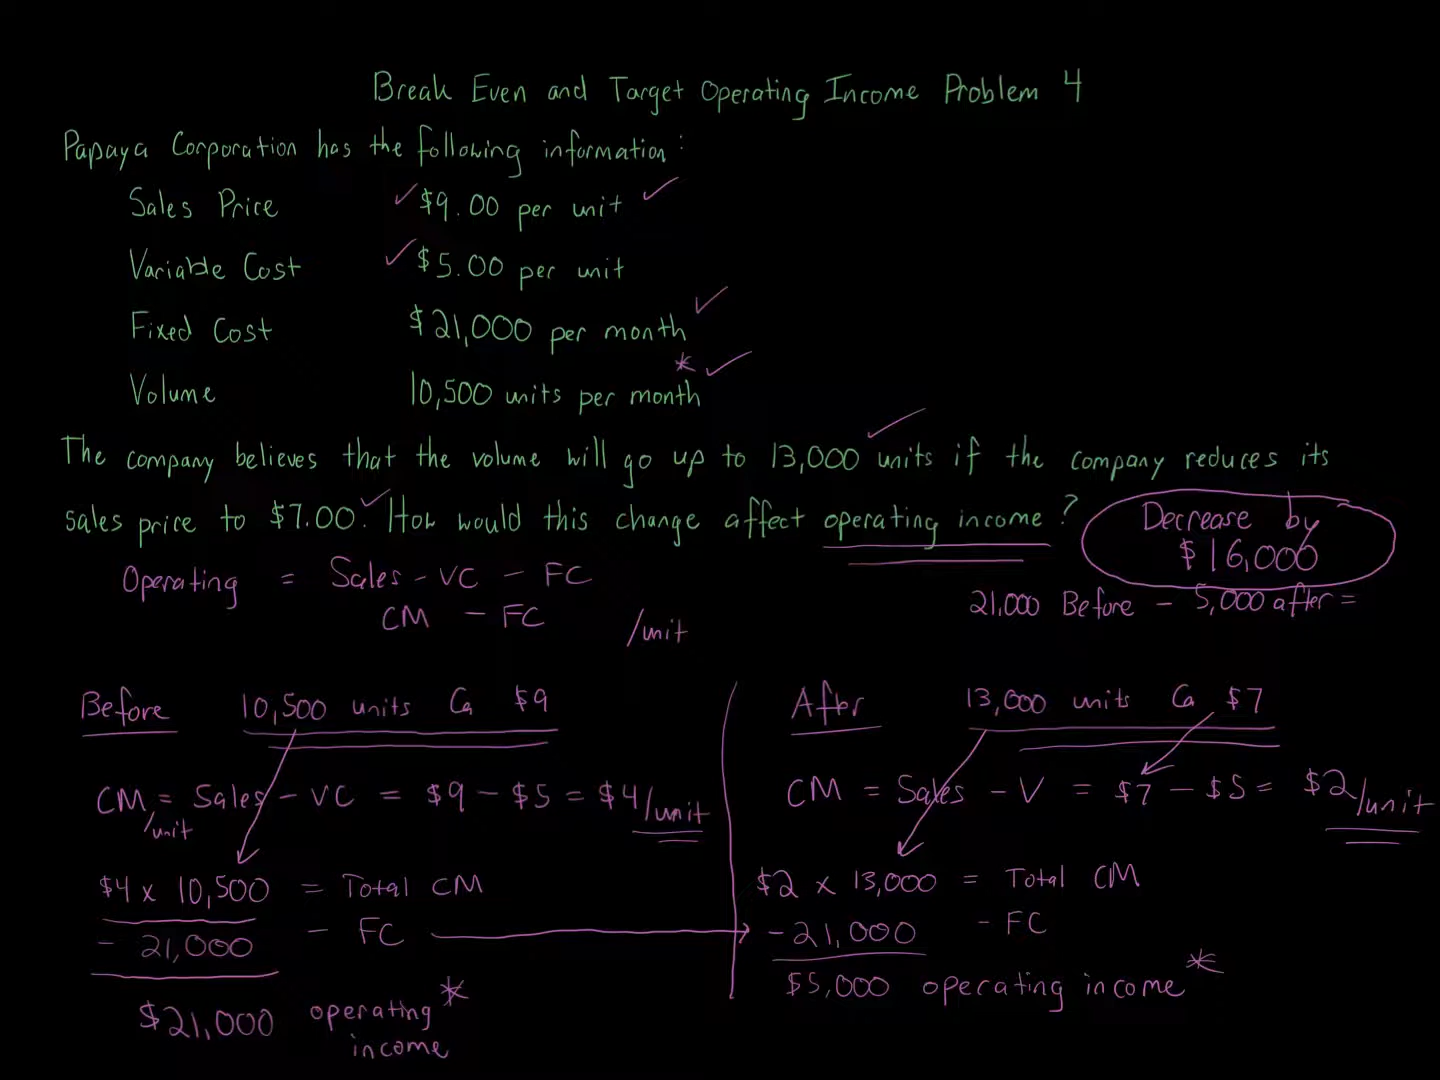 Break Even and Target Operating Income Problem 4
Papaya Corporation has the following information:
Sales Price $9.00 per unit
Variable Cost $5.00 per unit
Fixed Cost $21,000 per month
*
Volume 10,500 units per month
The company believes that the volume will go up to 13,000 units if the company reduces its
sales price to $7.00. How would this change affect operating income?
Decrease by
$16,000
21,000 Before - 5,000 after =
Operating = Sales - VC - FC
CM - FC
/unit
Before 10,500 units @ $9
CM = Sales - VC = $9 - $5 = $4/unit
/unit
$4 x 10,500 = Total CM
- 21,000 - FC
$21,000 operating *
income
After 13,000 units @ $7
CM = Sales - V = $7 - $5 = $2/unit
$2 x 13,000 = Total CM
- 21,000 - FC
$5,000 operating income *